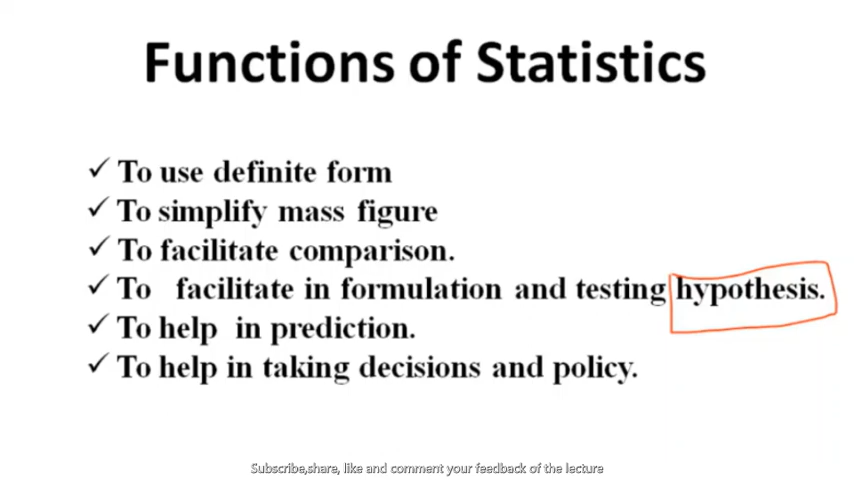 Functions of Statistics
✓ To use definite form
✓ To simplify mass figure
✓ To facilitate comparison.
✓ To facilitate in formulation and testing hypothesis.
✓ To help in prediction.
✓ To help in taking decisions and policy.
Subscribe,share, like and comment your feedback of the lecture